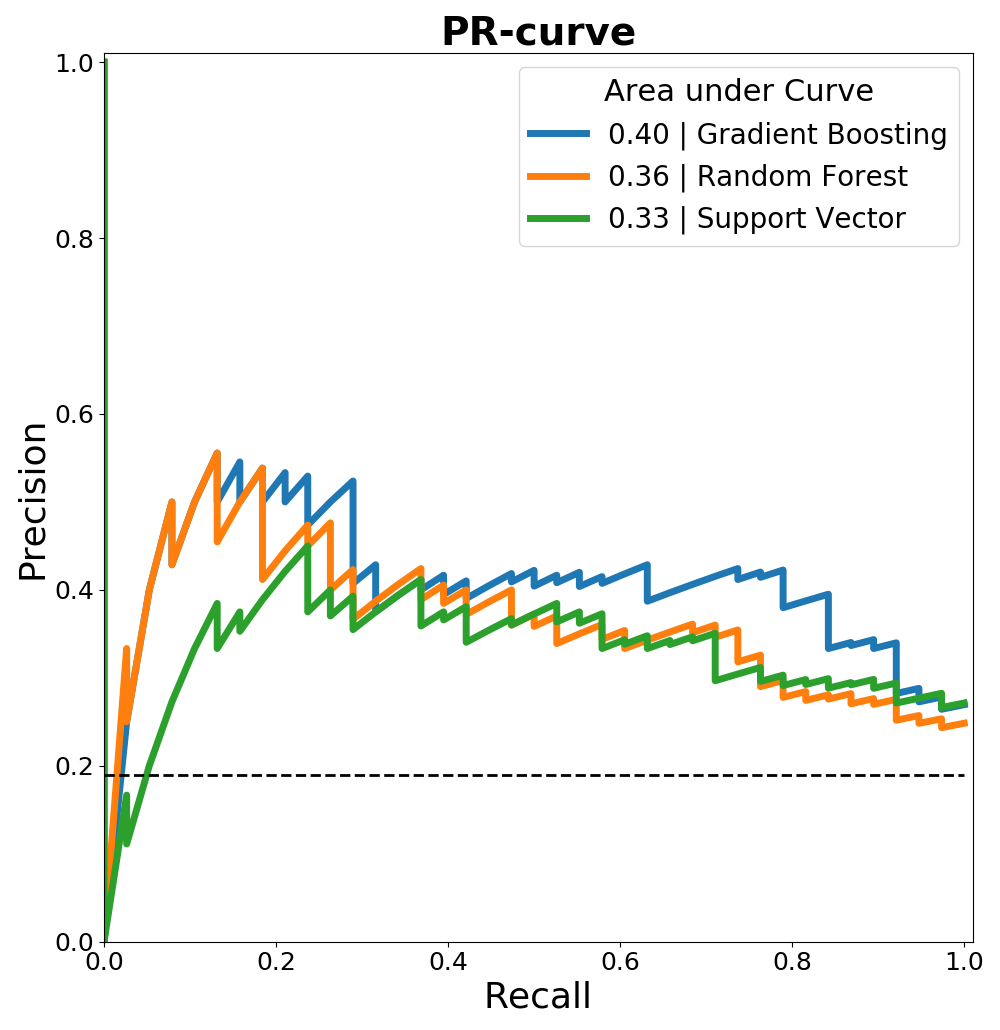 PR-curve
Area under Curve
0.40 | Gradient Boosting
0.36 | Random Forest
0.33 | Support Vector
Precision
1.0
0.8
0.6
0.4
0.2
0.0
0.0 0.2 0.4 0.6 0.8 1.0
Recall